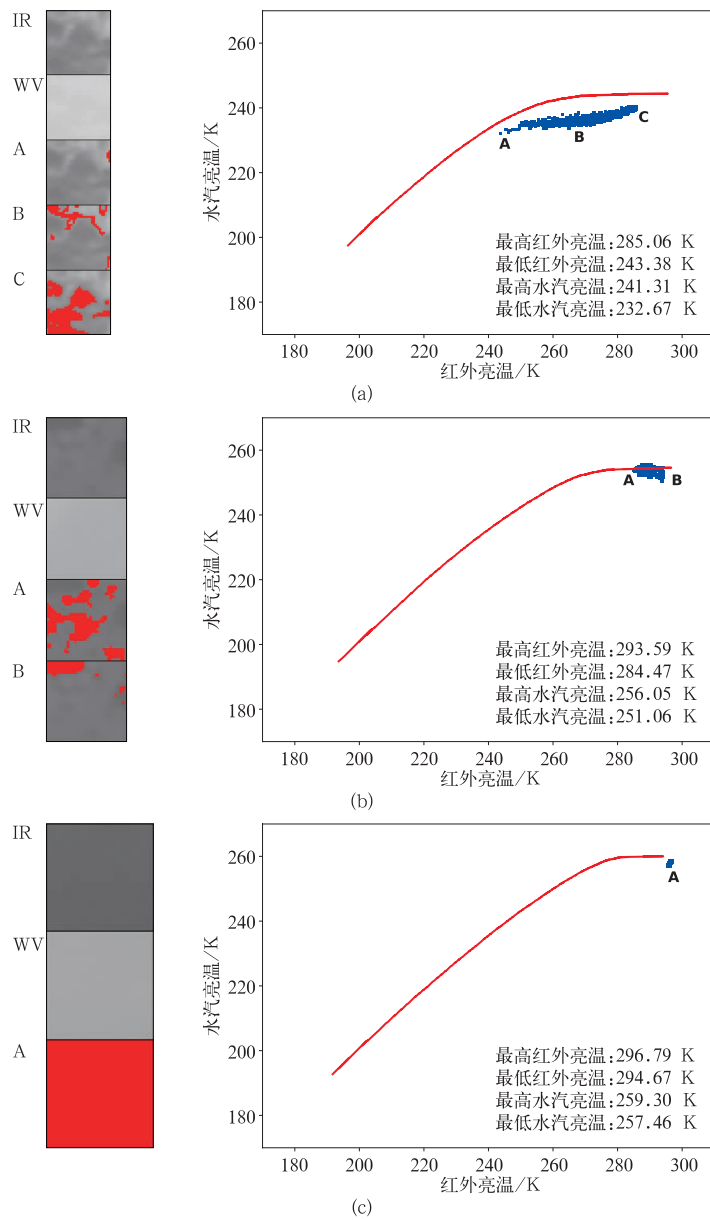 IR
WV
A
B
C
水汽亮温/K
260
240
220
200
180
A
B
C
最高红外亮温:285.06 K
最低红外亮温:243.38 K
最高水汽亮温:241.31 K
最低水汽亮温:232.67 K
180 200 220 240 260 280 300
红外亮温/K
(a)
IR
WV
A
B
水汽亮温/K
260
240
220
200
180
A B
最高红外亮温:293.59 K
最低红外亮温:284.47 K
最高水汽亮温:256.05 K
最低水汽亮温:251.06 K
180 200 220 240 260 280 300
红外亮温/K
(b)
IR
WV
A
水汽亮温/K
260
240
220
200
180
A
最高红外亮温:296.79 K
最低红外亮温:294.67 K
最高水汽亮温:259.30 K
最低水汽亮温:257.46 K
180 200 220 240 260 280 300
红外亮温/K
(c)